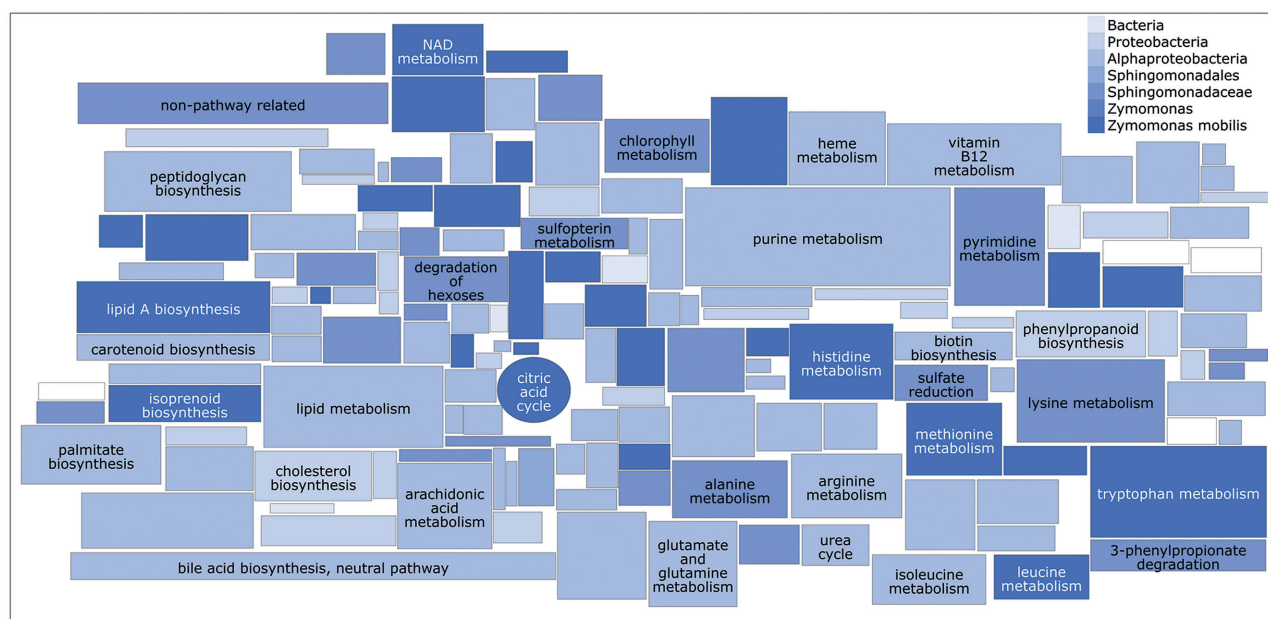 NAD
metabolism
Bacteria
Proteobacteria
Alphaproteobacteria
Sphingomonadales
Sphingomonadaceae
Zymomonas
Zymomonas mobilis
non-pathway related
chlorophyll
metabolism
heme
metabolism
vitamin
B12
metabolism
peptidoglycan
biosynthesis
sulfopterin
metabolism
purine metabolism
pyrimidine
metabolism
degradation
of
hexoses
lipid A biosynthesis
carotenoid biosynthesis
histidine
metabolism
biotin
biosynthesis
phenylpropanoid
biosynthesis
isoprenoid
biosynthesis
lipid metabolism
citric
acid
cycle
sulfate
reduction
lysine metabolism
palmitate
biosynthesis
cholesterol
biosynthesis
arachidonic
acid
metabolism
alanine
metabolism
arginine
metabolism
methionine
metabolism
tryptophan metabolism
bile acid biosynthesis, neutral pathway
glutamate
and
glutamine
metabolism
urea
cycle
isoleucine
metabolism
leucine
metabolism
3-phenylpropionate
degradation